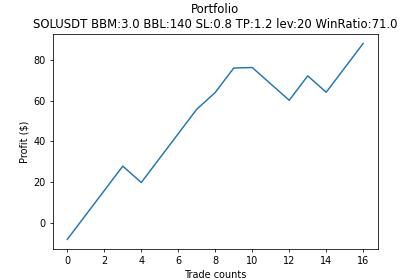 Portfolio
SOLUSDT BBM:3.0 BBL:140 SL:0.8 TP:1.2 lev:20 WinRatio:71.0
80
60
40
20
0
Profit ($)
0 2 4 6 8 10 12 14 16
Trade counts